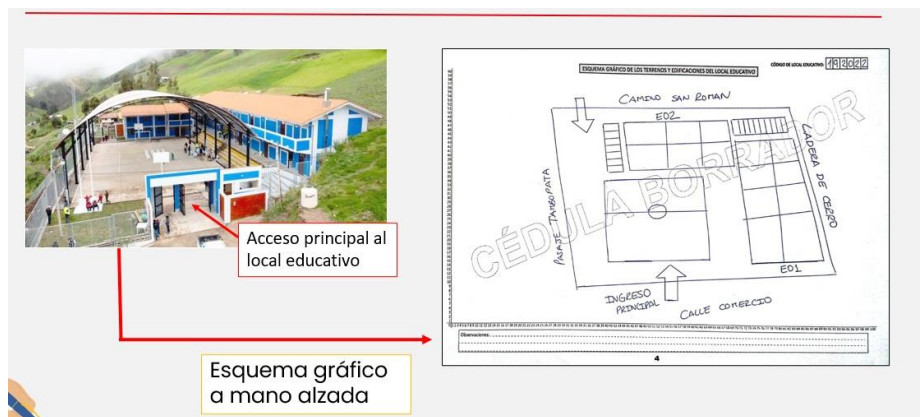 Acceso principal al
local educativo
Esquema gráfico
a mano alzada
ESQUEMA GRÁFICO DE LOS TERRENOS Y EDIFICACIONES DEL LOCAL EDUCATIVO
CÓDIGO DE LOCAL EDUCATIVO: 192022
CAMINO SAN ROMAN
E02
LADERA DE CERRO
PASAJE TAMBOPATA
CÉDULA BORRADOR
E01
INGRESO
PRINCIPAL
CALLE COMERCIO
Observaciones:
4